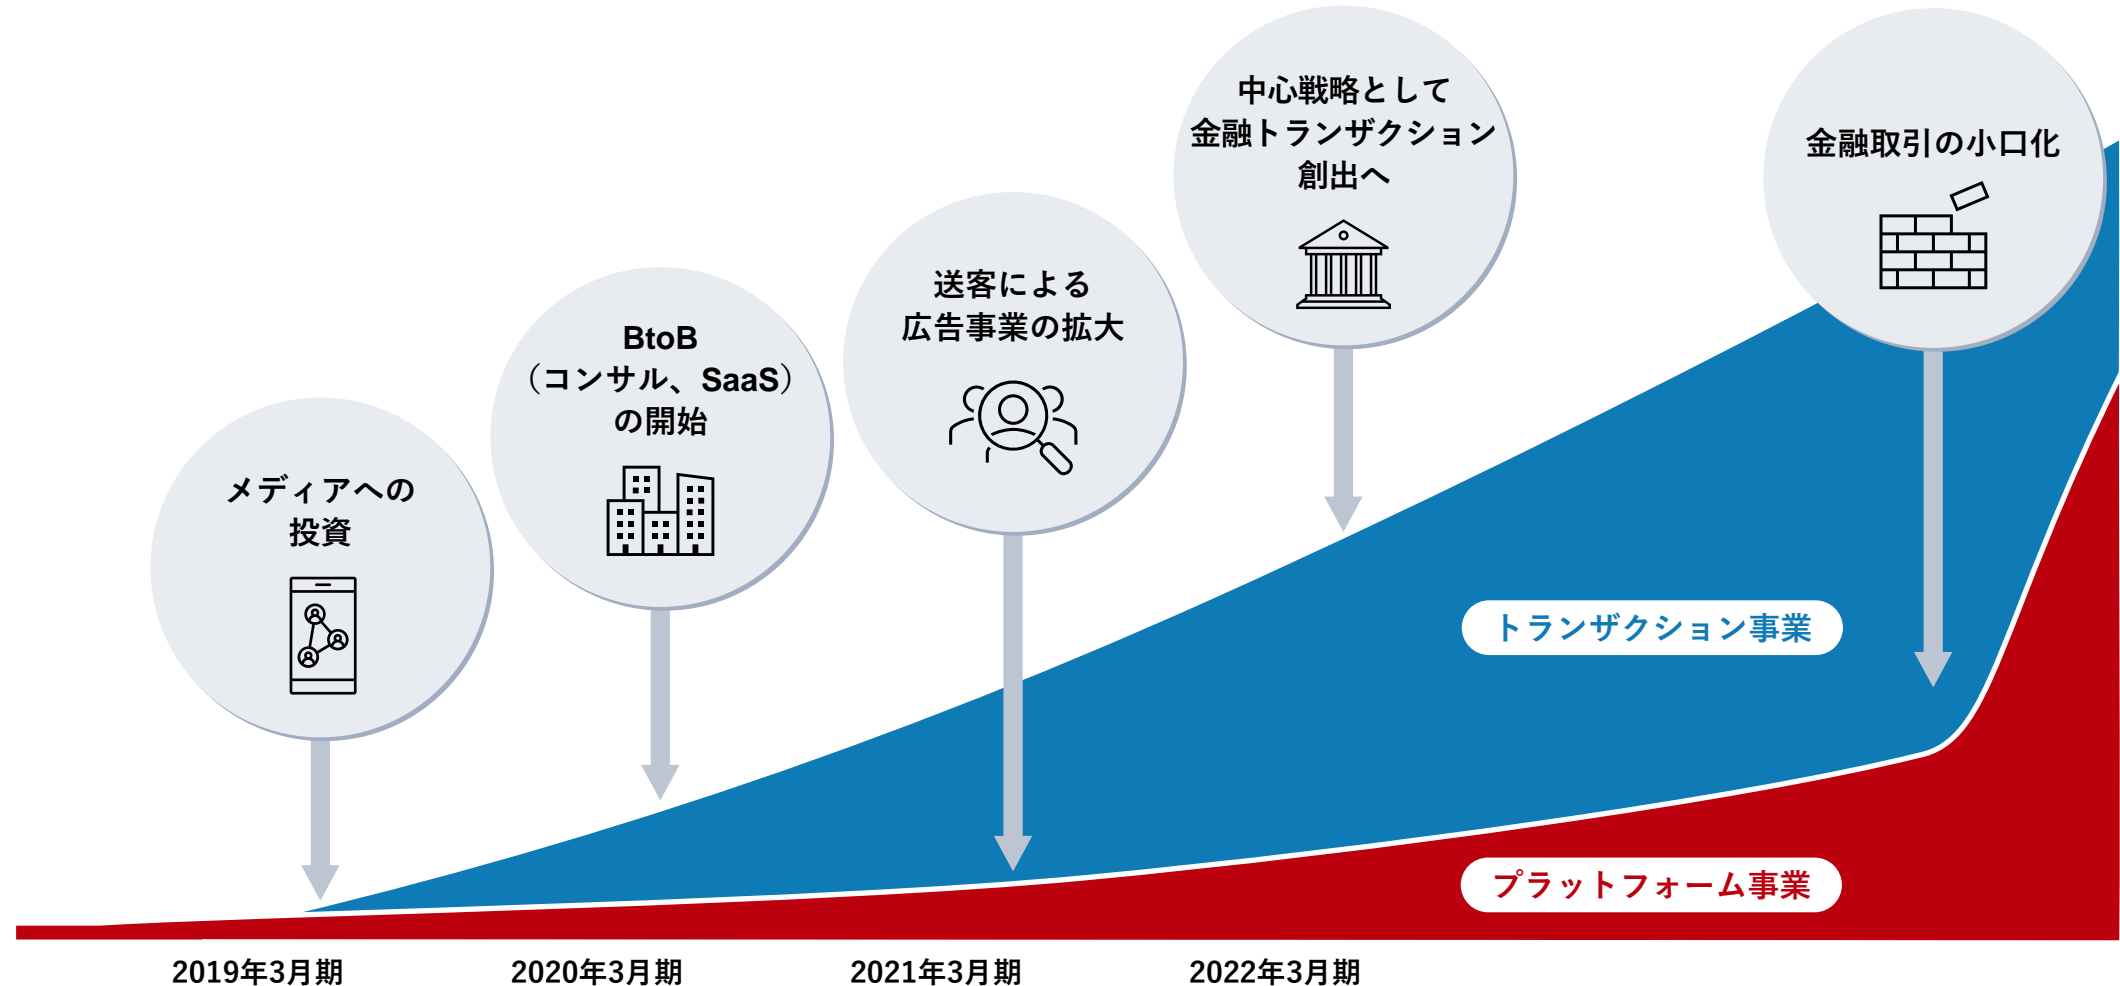 メディアへの
投資
BtoB
（コンサル、SaaS）
の開始
送客による
広告事業の拡大
中心戦略として
金融トランザクション
創出へ
金融取引の小口化
トランザクション事業
プラットフォーム事業
2019年3月期
2020年3月期
2021年3月期
2022年3月期